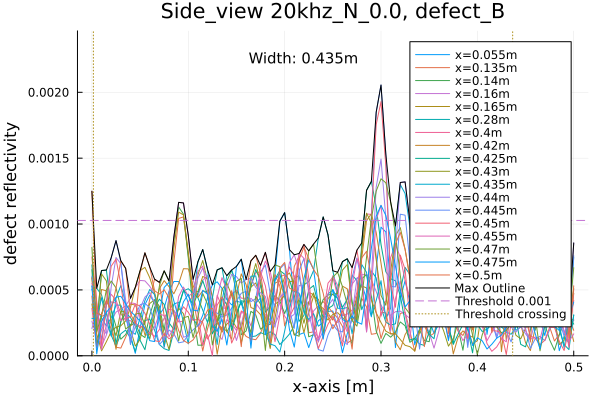 Side_view 20khz_N_0.0, defect_B
Width: 0.435m
defect reflectivity
0.0020
0.0015
0.0010
0.0005
0.0000
0.0
0.1
0.2
0.3
0.4
0.5
x-axis [m]
x=0.055m
x=0.135m
x=0.14m
x=0.16m
x=0.165m
x=0.28m
x=0.4m
x=0.42m
x=0.425m
x=0.43m
x=0.435m
x=0.44m
x=0.445m
x=0.45m
x=0.455m
x=0.47m
x=0.475m
x=0.5m
Max Outline
Threshold 0.001
Threshold crossing